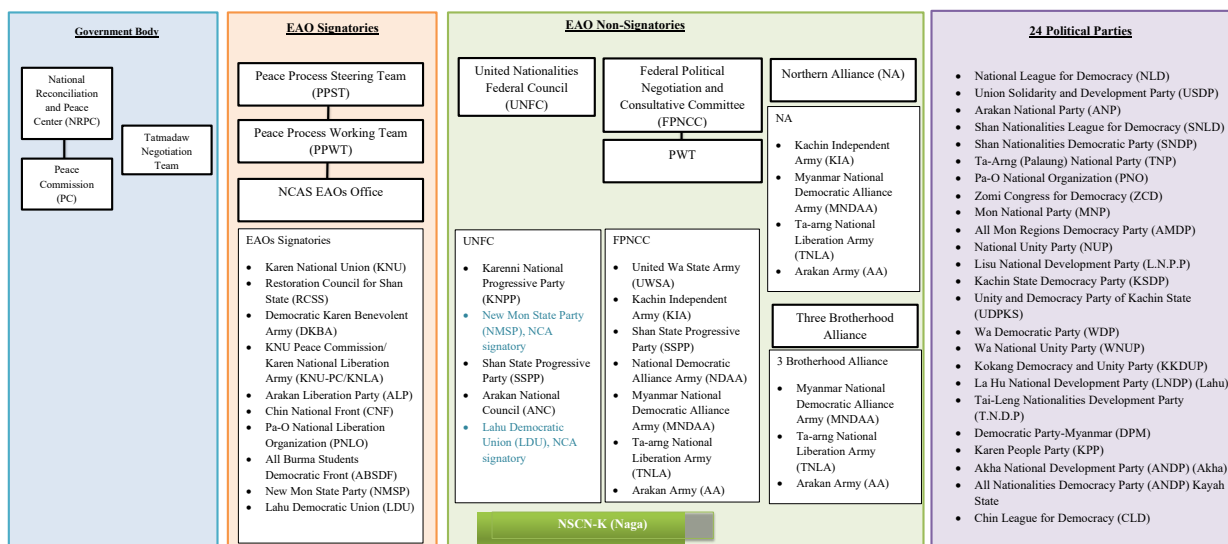 Government Body
National
Reconciliation
and Peace
Center (NRPC)
Tatmadaw
Negotiation
Team
Peace
Commission
(PC)
EAO Signatories
Peace Process Steering Team
(PPST)
Peace Process Working Team
(PPWT)
NCAS EAOs Office
EAOs Signatories
• Karen National Union (KNU)
• Restoration Council for Shan
State (RCSS)
• Democratic Karen Benevolent
Army (DKBA)
• KNU Peace Commission/
Karen National Liberation
Army (KNU-PC/KNLA)
• Arakan Liberation Party (ALP)
• Chin National Front (CNF)
• Pa-O National Liberation
Organization (PNLO)
• All Burma Students
Democratic Front (ABSDF)
• New Mon State Party (NMSP)
• Lahu Democratic Union (LDU)
EAO Non-Signatories
United Nationalities
Federal Council
(UNFC)
Federal Political
Negotiation and
Consultative Committee
(FPNCC)
PWT
Northern Alliance (NA)
NA
• Kachin Independent
Army (KIA)
• Myanmar National
Democratic Alliance
Army (MNDAA)
• Ta-arng National
Liberation Army
(TNLA)
• Arakan Army (AA)
UNFC
• Karenni National
Progressive Party
(KNPP)
• New Mon State Party
(NMSP), NCA
signatory
• Shan State Progressive
Party (SSPP)
• Arakan National
Council (ANC)
• Lahu Democratic
Union (LDU), NCA
signatory
FPNCC
• United Wa State Army
(UWSA)
• Kachin Independent
Army (KIA)
• Shan State Progressive
Party (SSPP)
• National Democratic
Alliance Army (NDAA)
• Myanmar National
Democratic Alliance
Army (MNDAA)
• Ta-arng National
Liberation Army
(TNLA)
• Arakan Army (AA)
Three Brotherhood
Alliance
3 Brotherhood Alliance
• Myanmar National
Democratic Alliance
Army (MNDAA)
• Ta-arng National
Liberation Army
(TNLA)
• Arakan Army (AA)
NSCN-K (Naga)
24 Political Parties
• National League for Democracy (NLD)
• Union Solidarity and Development Party (USDP)
• Arakan National Party (ANP)
• Shan Nationalities League for Democracy (SNLD)
• Shan Nationalities Democratic Party (SNDP)
• Ta-Arng (Palaung) National Party (TNP)
• Pa-O National Organization (PNO)
• Zomi Congress for Democracy (ZCD)
• Mon National Party (MNP)
• All Mon Regions Democracy Party (AMDP)
• National Unity Party (NUP)
• Lisu National Development Party (L.N.P.P)
• Kachin State Democracy Party (KSDP)
• Unity and Democracy Party of Kachin State
(UDPKS)
• Wa Democratic Party (WDP)
• Wa National Unity Party (WNUP)
• Kokang Democracy and Unity Party (KKDUP)
• La Hu National Development Party (LNDP) (Lahu)
• Tai-Leng Nationalities Development Party
(T.N.D.P)
• Democratic Party-Myanmar (DPM)
• Karen People Party (KPP)
• Akha National Development Party (ANDP) (Akha)
• All Nationalities Democracy Party (ANDP) Kayah
State
• Chin League for Democracy (CLD)